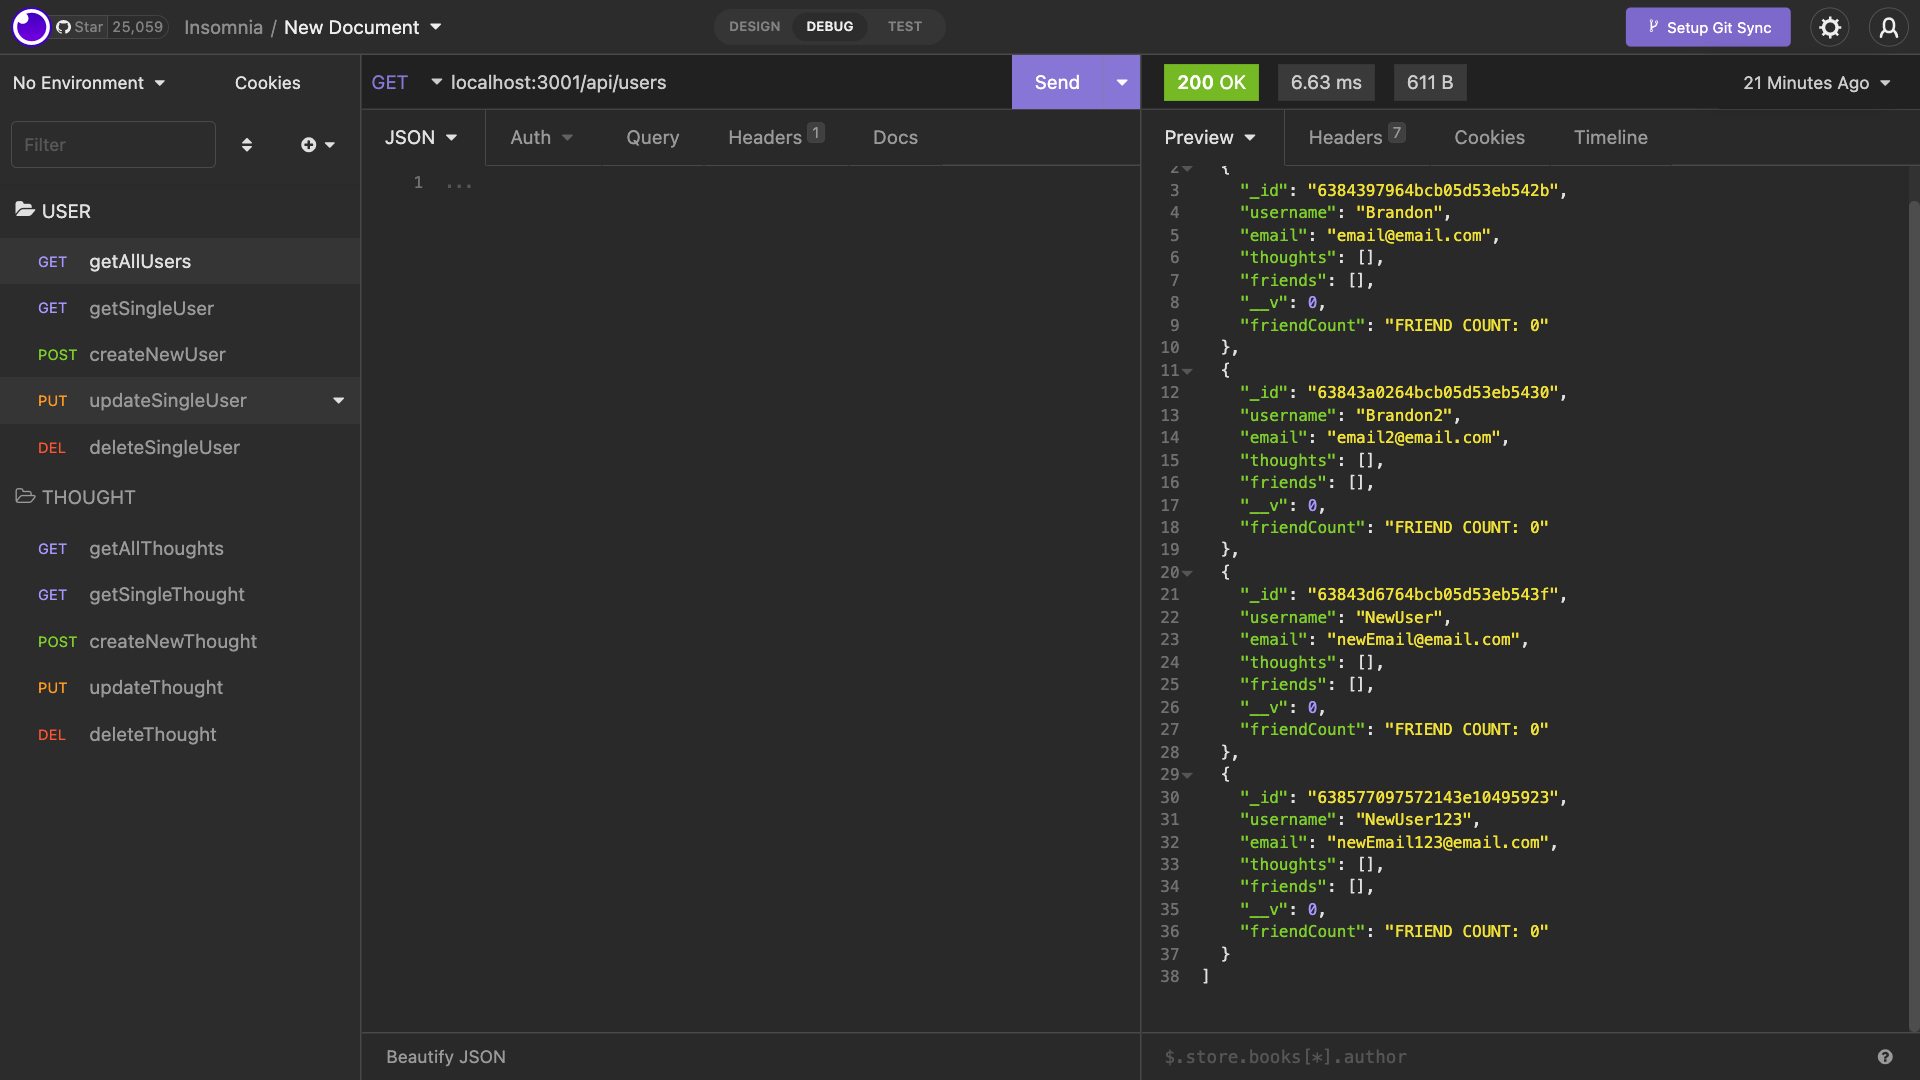 Star 25,059 Insomnia / New Document DESIGN DEBUG TEST Setup Git Sync
No Environment Cookies GET localhost:3001/api/users Send 200 OK 6.63 ms 611 B 21 Minutes Ago
Filter
JSON Auth Query Headers 1 Docs
1 ...
USER
GET getAllUsers
GET getSingleUser
POST createNewUser
PUT updateSingleUser
DEL deleteSingleUser
THOUGHT
GET getAllThoughts
GET getSingleThought
POST createNewThought
PUT updateThought
DEL deleteThought
Beautify JSON
Preview Headers 7 Cookies Timeline
2 {
3 "_id": "6384397964bcb05d53eb542b",
4 "username": "Brandon",
5 "email": "email@email.com",
6 "thoughts": [],
7 "friends": [],
8 "__v": 0,
9 "friendCount": "FRIEND COUNT: 0"
10 },
11 {
12 "_id": "63843a0264bcb05d53eb5430",
13 "username": "Brandon2",
14 "email": "email2@email.com",
15 "thoughts": [],
16 "friends": [],
17 "__v": 0,
18 "friendCount": "FRIEND COUNT: 0"
19 },
20 {
21 "_id": "63843d6764bcb05d53eb543f",
22 "username": "NewUser",
23 "email": "newEmail@email.com",
24 "thoughts": [],
25 "friends": [],
26 "__v": 0,
27 "friendCount": "FRIEND COUNT: 0"
28 },
29 {
30 "_id": "638577097572143e10495923",
31 "username": "NewUser123",
32 "email": "newEmail123@email.com",
33 "thoughts": [],
34 "friends": [],
35 "__v": 0,
36 "friendCount": "FRIEND COUNT: 0"
37 }
38 ]
$.store.books[*].author